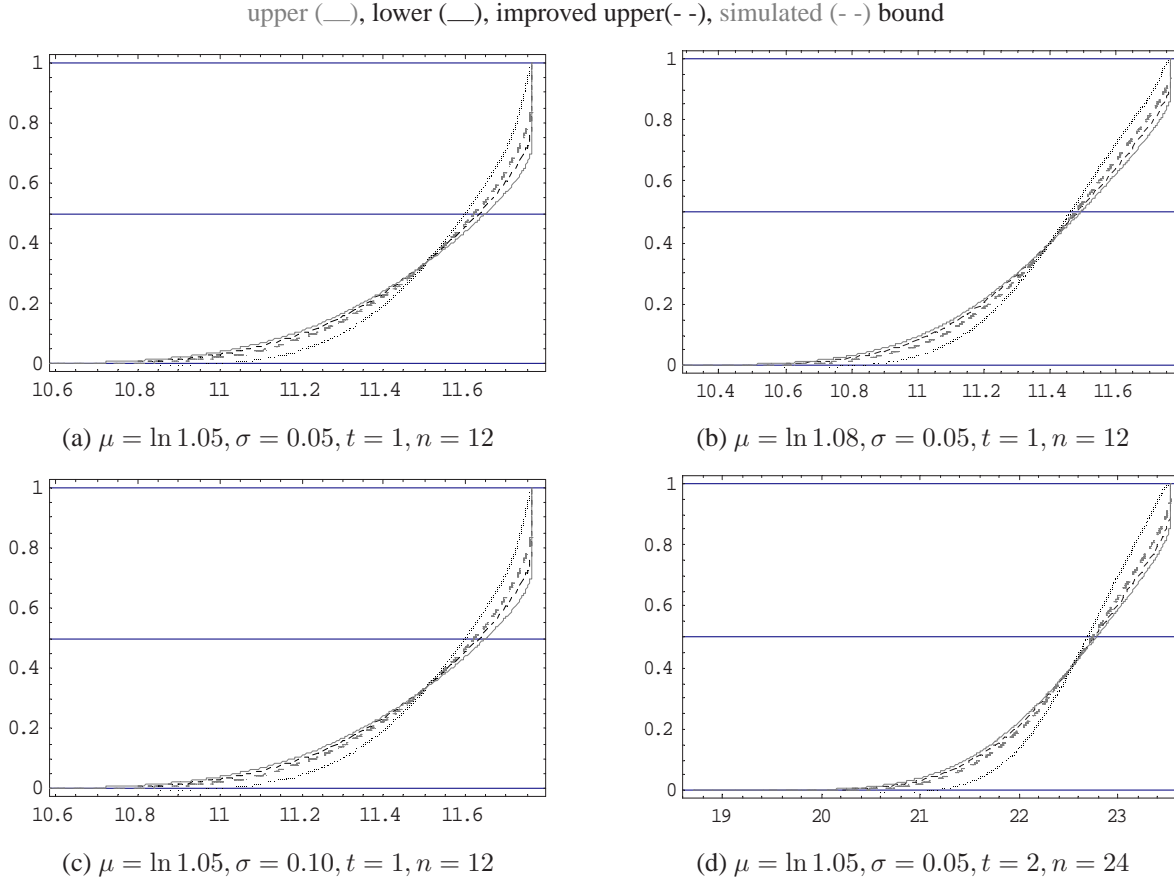 upper (__), lower (__), improved upper(- -), simulated (- -) bound
1
0.8
0.6
0.4
0.2
0
10.6 10.8 11 11.2 11.4 11.6
(a) μ = ln 1.05, σ = 0.05, t = 1, n = 12
1
0.8
0.6
0.4
0.2
0
10.4 10.6 10.8 11 11.2 11.4 11.6
(b) μ = ln 1.08, σ = 0.05, t = 1, n = 12
1
0.8
0.6
0.4
0.2
0
10.6 10.8 11 11.2 11.4 11.6
(c) μ = ln 1.05, σ = 0.10, t = 1, n = 12
1
0.8
0.6
0.4
0.2
0
19 20 21 22 23
(d) μ = ln 1.05, σ = 0.05, t = 2, n = 24